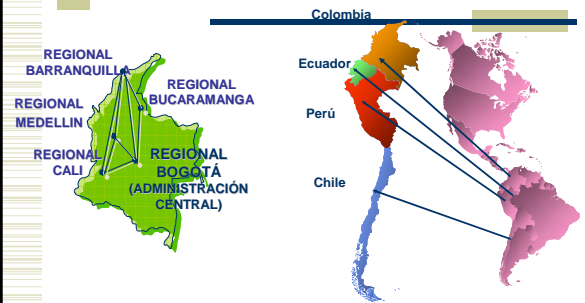 REGIONAL
BARRANQUILLA
REGIONAL
BUCARAMANGA
REGIONAL
MEDELLIN
REGIONAL
CALI
REGIONAL
BOGOTÁ
(ADMINISTRACIÓN
CENTRAL)
Colombia
Ecuador
Perú
Chile